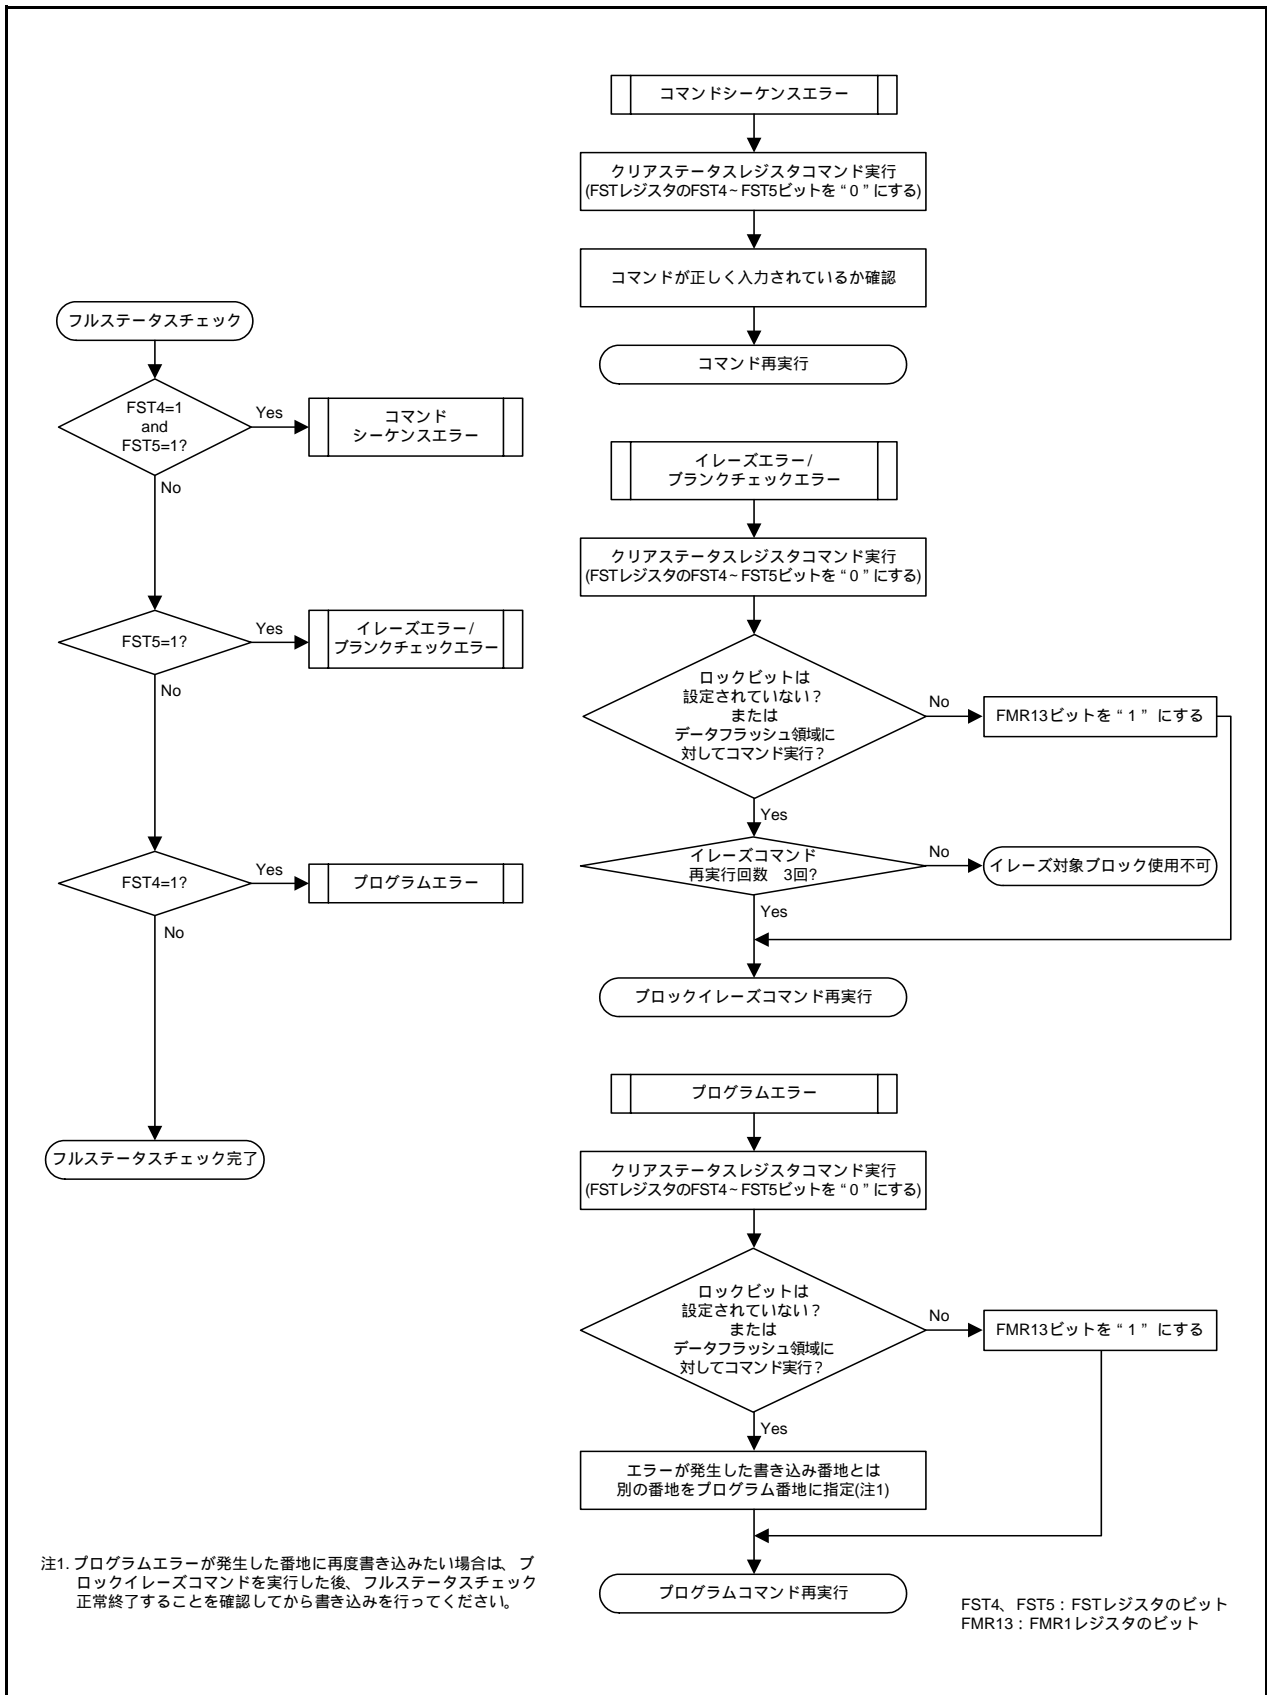 フルステータスチェック
FST4=1
and
FST5=1?
Yes
コマンド
シーケンスエラー
No
FST5=1?
Yes
イレーズエラー/
ブランクチェックエラー
No
FST4=1?
Yes
プログラムエラー
No
フルステータスチェック完了
コマンドシーケンスエラー
クリアステータスレジスタコマンド実行
(FSTレジスタのFST4~FST5ビットを“0”にする)
コマンドが正しく入力されているか確認
コマンド再実行
イレーズエラー/
ブランクチェックエラー
クリアステータスレジスタコマンド実行
(FSTレジスタのFST4~FST5ビットを“0”にする)
ロックビットは
設定されていない?
または
データフラッシュ領域に
対してコマンド実行?
No
FMR13ビットを“1”にする
Yes
イレーズコマンド
再実行回数 3回?
No
イレーズ対象ブロック使用不可
Yes
ブロックイレーズコマンド再実行
プログラムエラー
クリアステータスレジスタコマンド実行
(FSTレジスタのFST4~FST5ビットを“0”にする)
ロックビットは
設定されていない?
または
データフラッシュ領域に
対してコマンド実行?
No
FMR13ビットを“1”にする
Yes
エラーが発生した書き込み番地とは
別の番地をプログラム番地に指定(注1)
プログラムコマンド再実行
注1. プログラムエラーが発生した番地に再度書き込みたい場合は、ブ
ロックイレーズコマンドを実行した後、フルステータスチェック
正常終了することを確認してから書き込みを行ってください。
FST4、FST5：FSTレジスタのビット
FMR13：FMR1レジスタのビット